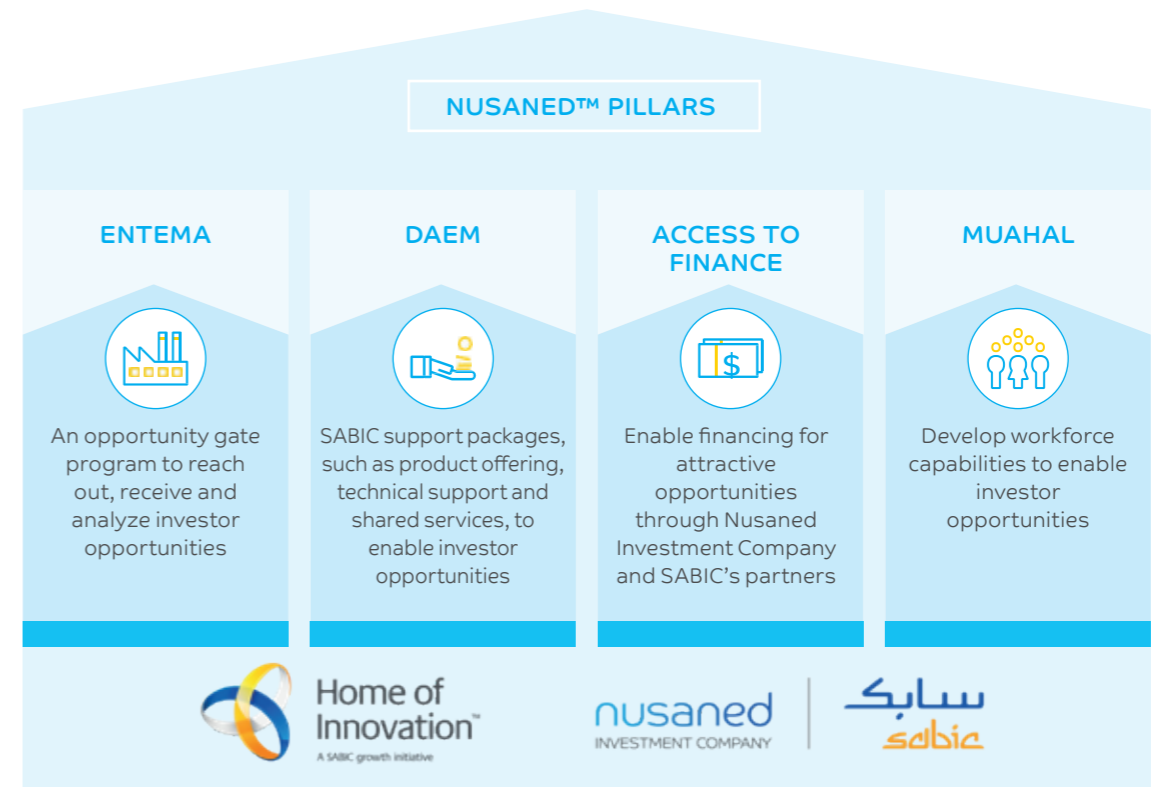 NUSANED™ PILLARS
ENTEMA
An opportunity gate
program to reach
out, receive and
analyze investor
opportunities
DAEM
SABIC support packages,
such as product offering,
technical support and
shared services, to
enable investor
opportunities
ACCESS TO
FINANCE
$
Enable financing for
attractive
opportunities
through Nusaned
Investment Company
and SABIC's partners
MUAHAL
Develop workforce
capabilities to enable
investor
opportunities
Home of
Innovation™
A SABIC growth initiative
nusaned
INVESTMENT COMPANY
سابك
sabic